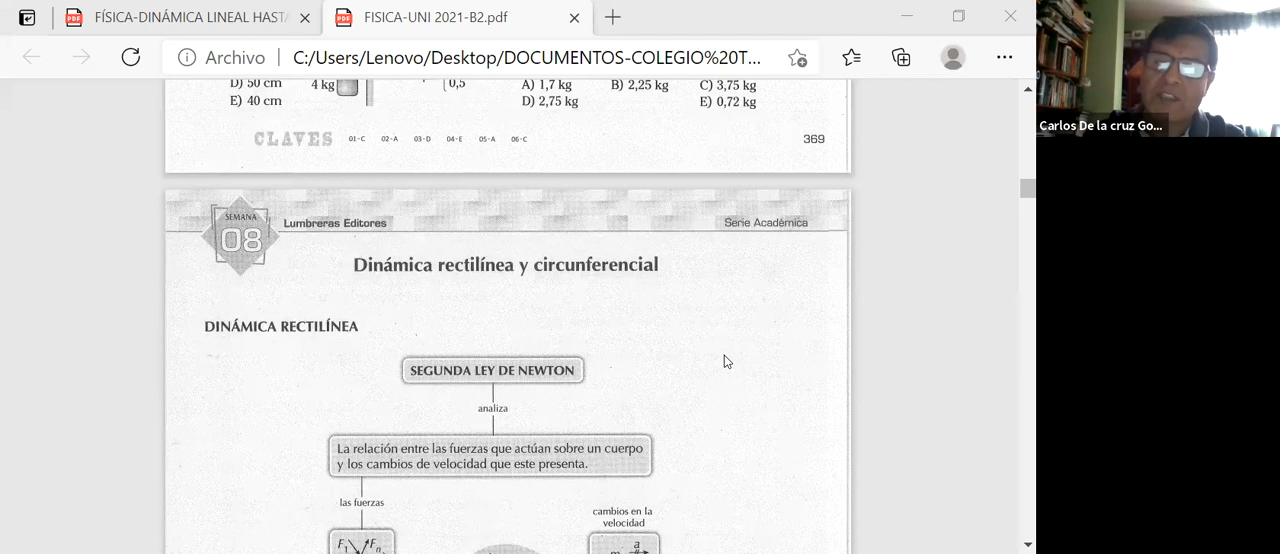 FÍSICA-DINÁMICA LINEAL HASTA
FISICA-UNI 2021-B2.pdf
Archivo
C:/Users/Lenovo/Desktop/DOCUMENTOS-COLEGIO%20T...
Carlos De la cruz Go...
D) 50 cm
E) 40 cm
4 kg
0,5
A) 1,7 kg B) 2,25 kg C) 3,75 kg
D) 2,75 kg E) 0,72 kg
CLAVES 01-C 02-A 03-D 04-E 05-A 06-C
369
SEMANA
08
Lumbreras Editores
Serie Académica
Dinámica rectilínea y circunferencial
DINÁMICA RECTILÍNEA
SEGUNDA LEY DE NEWTON
analiza
La relación entre las fuerzas que actúan sobre un cuerpo
y los cambios de velocidad que este presenta.
las fuerzas
cambios en la
velocidad
F1 Fn
m a